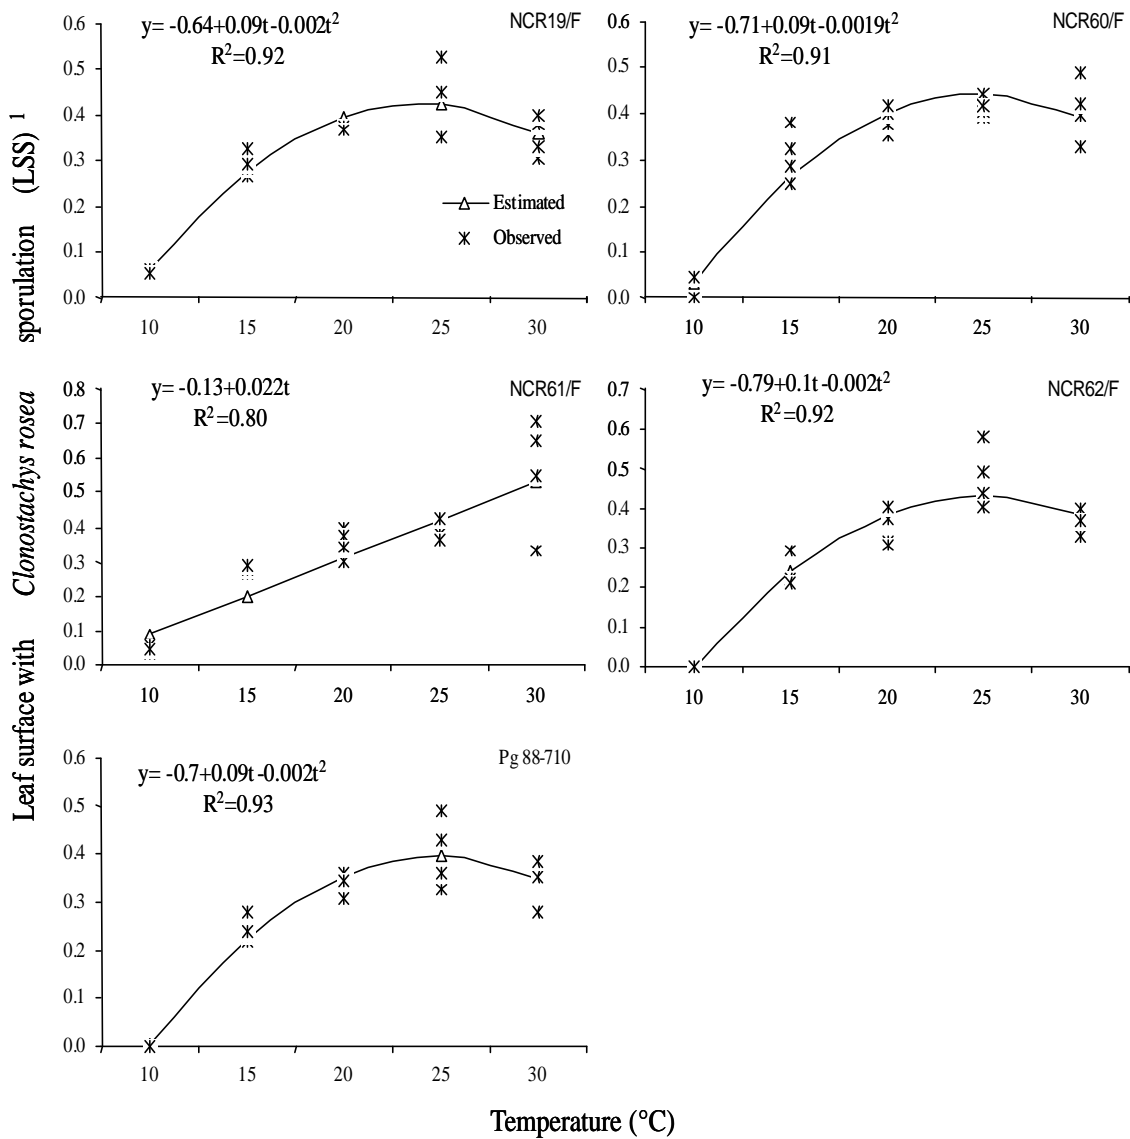 Leaf surface with Clonostachys rosea sporulation (LSS) 1
y= -0.64+0.09t-0.002t2
R2=0.92
NCR19/F
0.6
0.5
0.4
0.3
0.2
0.1
0.0
10 15 20 25 30
Estimated
Observed
y= -0.71+0.09t-0.0019t2
R2=0.91
NCR60/F
0.6
0.5
0.4
0.3
0.2
0.1
0.0
10 15 20 25 30
y= -0.13+0.022t
R2=0.80
NCR61/F
0.8
0.7
0.6
0.5
0.4
0.3
0.2
0.1
0.0
10 15 20 25 30
y= -0.79+0.1t-0.002t2
R2=0.92
NCR62/F
0.7
0.6
0.5
0.4
0.3
0.2
0.1
0.0
10 15 20 25 30
y= -0.7+0.09t-0.002t2
R2=0.93
Pg 88-710
0.6
0.5
0.4
0.3
0.2
0.1
0.0
10 15 20 25 30
Temperature (°C)